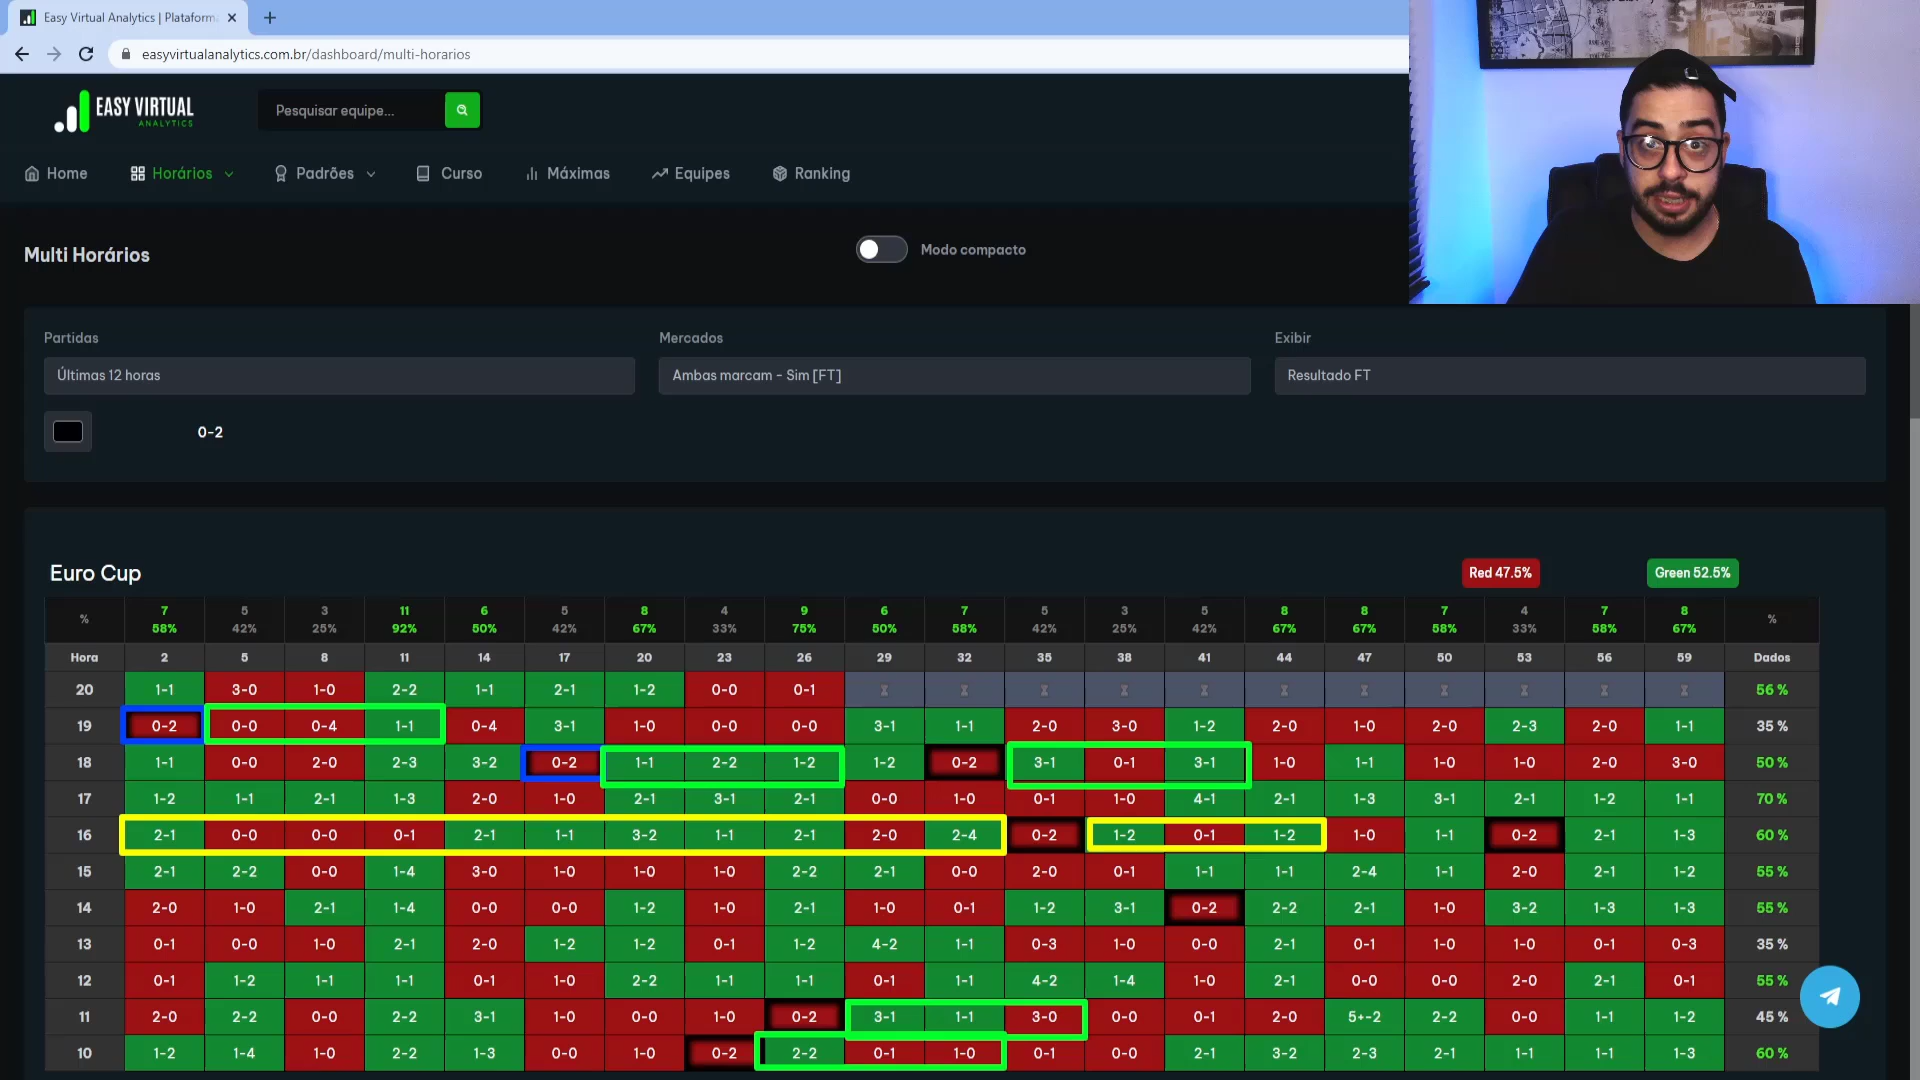 Easy Virtual Analytics | Plataform
easyvirtualanalytics.com.br/dashboard/multi-horarios
EASY VIRTUAL
ANALYTICS
Pesquisar equipe...
Home Horários Padrões Curso Máximas Equipes Ranking
Multi Horários
Modo compacto
Partidas Mercados Exibir
Últimas 12 horas Ambas marcam - Sim [FT] Resultado FT
0-2
Euro Cup Red 47.5% Green 52.5%
% 7 5 3 11 6 5 8 4 9 6 7 5 3 5 8 8 7 4 7 8 %
58% 42% 25% 92% 50% 42% 67% 33% 75% 50% 58% 42% 25% 42% 67% 67% 58% 33% 58% 67%
Hora 2 5 8 11 14 17 20 23 26 29 32 35 38 41 44 47 50 53 56 59 Dados
20 1-1 3-0 1-0 2-2 1-1 2-1 1-2 0-0 0-1 56 %
19 0-2 0-0 0-4 1-1 0-4 3-1 1-0 0-0 0-0 3-1 1-1 2-0 3-0 1-2 2-0 1-0 2-0 2-3 2-0 1-1 35 %
18 1-1 0-0 2-0 2-3 3-2 0-2 1-1 2-2 1-2 1-2 0-2 3-1 0-1 3-1 1-0 1-1 1-0 1-0 2-0 3-0 50 %
17 1-2 1-1 2-1 1-3 2-0 1-0 2-1 3-1 2-1 0-0 1-0 0-1 1-0 4-1 2-1 1-3 3-1 2-1 1-2 1-1 70 %
16 2-1 0-0 0-0 0-1 2-1 1-1 3-2 1-1 2-1 2-0 2-4 0-2 1-2 0-1 1-2 1-0 1-1 0-2 2-1 1-3 60 %
15 2-1 2-2 0-0 1-4 3-0 1-0 1-0 1-0 2-2 2-1 0-0 2-0 0-1 1-1 1-1 2-4 1-1 2-0 2-1 1-2 55 %
14 2-0 1-0 2-1 1-4 0-0 0-0 1-2 1-0 2-1 1-0 0-1 1-2 3-1 0-2 2-2 2-1 1-0 3-2 1-3 1-3 55 %
13 0-1 0-0 1-0 2-1 2-0 1-2 1-2 0-1 1-2 4-2 1-1 0-3 1-0 0-0 2-1 0-1 1-0 1-0 0-1 0-3 35 %
12 0-1 1-2 1-1 1-1 0-1 1-0 2-2 1-1 1-1 0-1 1-1 4-2 1-4 1-0 2-1 0-0 0-0 2-0 2-1 0-1 55 %
11 2-0 2-2 0-0 2-2 3-1 1-0 0-0 1-0 0-2 3-1 1-1 3-0 0-0 0-1 2-0 5+-2 2-2 0-0 1-1 1-2 45 %
10 1-2 1-4 1-0 2-2 1-3 0-0 1-0 0-2 2-2 0-1 1-0 0-1 0-0 2-1 3-2 2-3 2-1 1-1 1-1 1-3 60 %